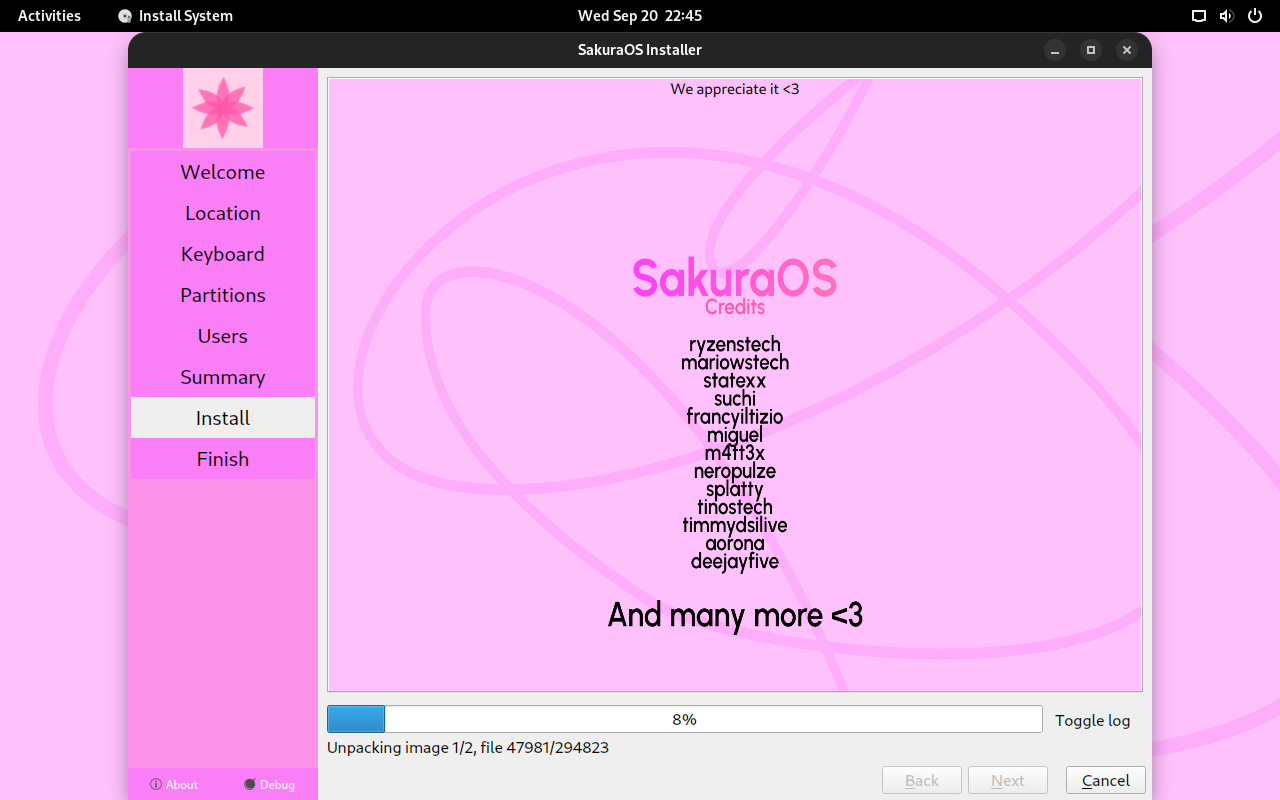 Activities Install System Wed Sep 20 22:45
SakuraOS Installer
Welcome
Location
Keyboard
Partitions
Users
Summary
Install
Finish
About Debug
We appreciate it <3
SakuraOS
Credits
ryzenstech
mariowstech
statexx
suchi
francyiltizio
miguel
m4tt3x
neropulze
splatty
tinostech
timmydsilive
aorona
deejayfive
And many more <3
8% Toggle log
Unpacking image 1/2, file 47981/294823
Back Next Cancel